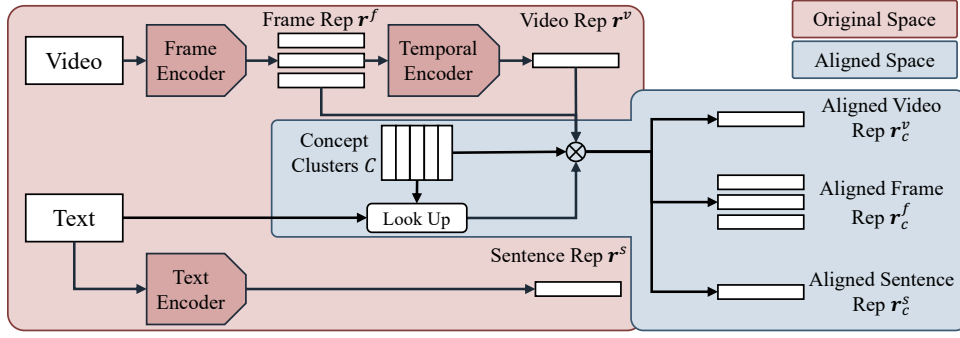 Frame Rep r^f
Video Rep r^v
Original Space
Aligned Space
Video
Frame
Encoder
Temporal
Encoder
Concept
Clusters C
Look Up
Text
Text
Encoder
Sentence Rep r^s
Aligned Video
Rep r_c^v
Aligned Frame
Rep r_c^f
Aligned Sentence
Rep r_c^s